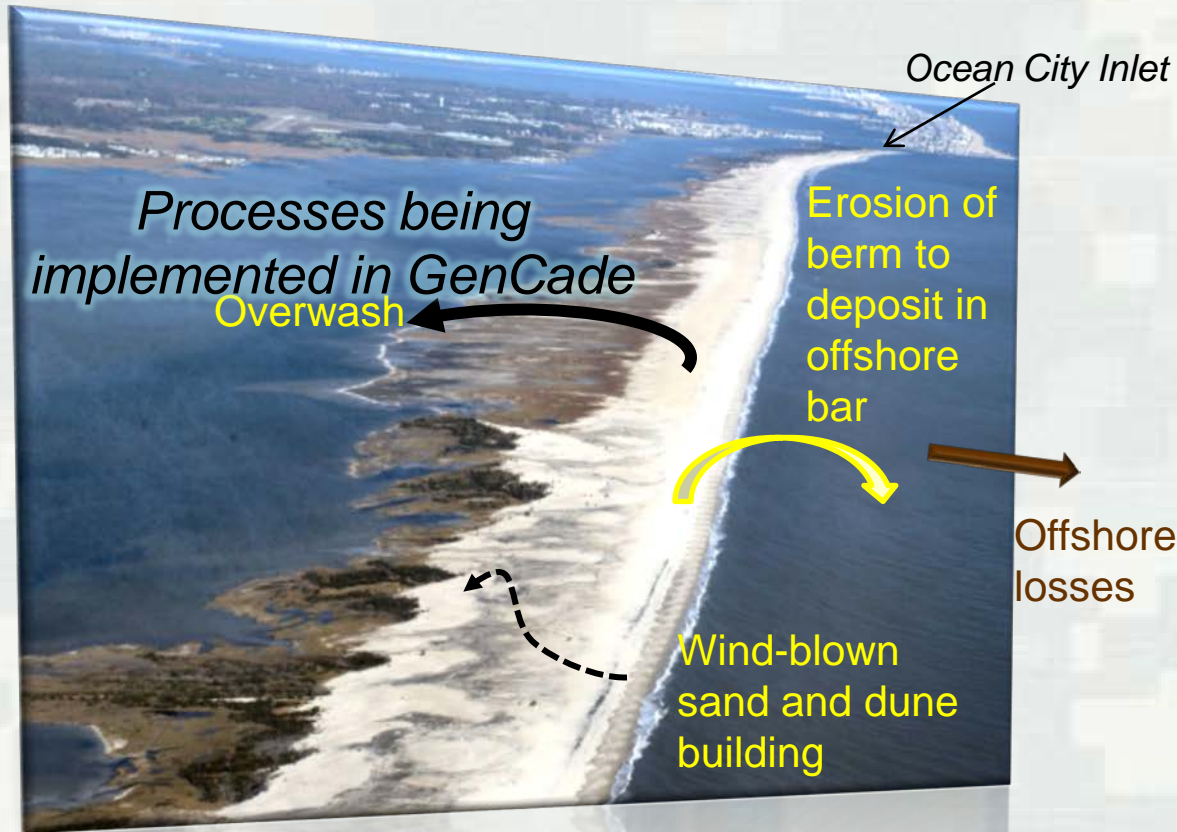 Ocean City Inlet
Processes being
implemented in GenCade
Overwash
Erosion of
berm to
deposit in
offshore
bar
Offshore
losses
Wind-blown
sand and dune
building